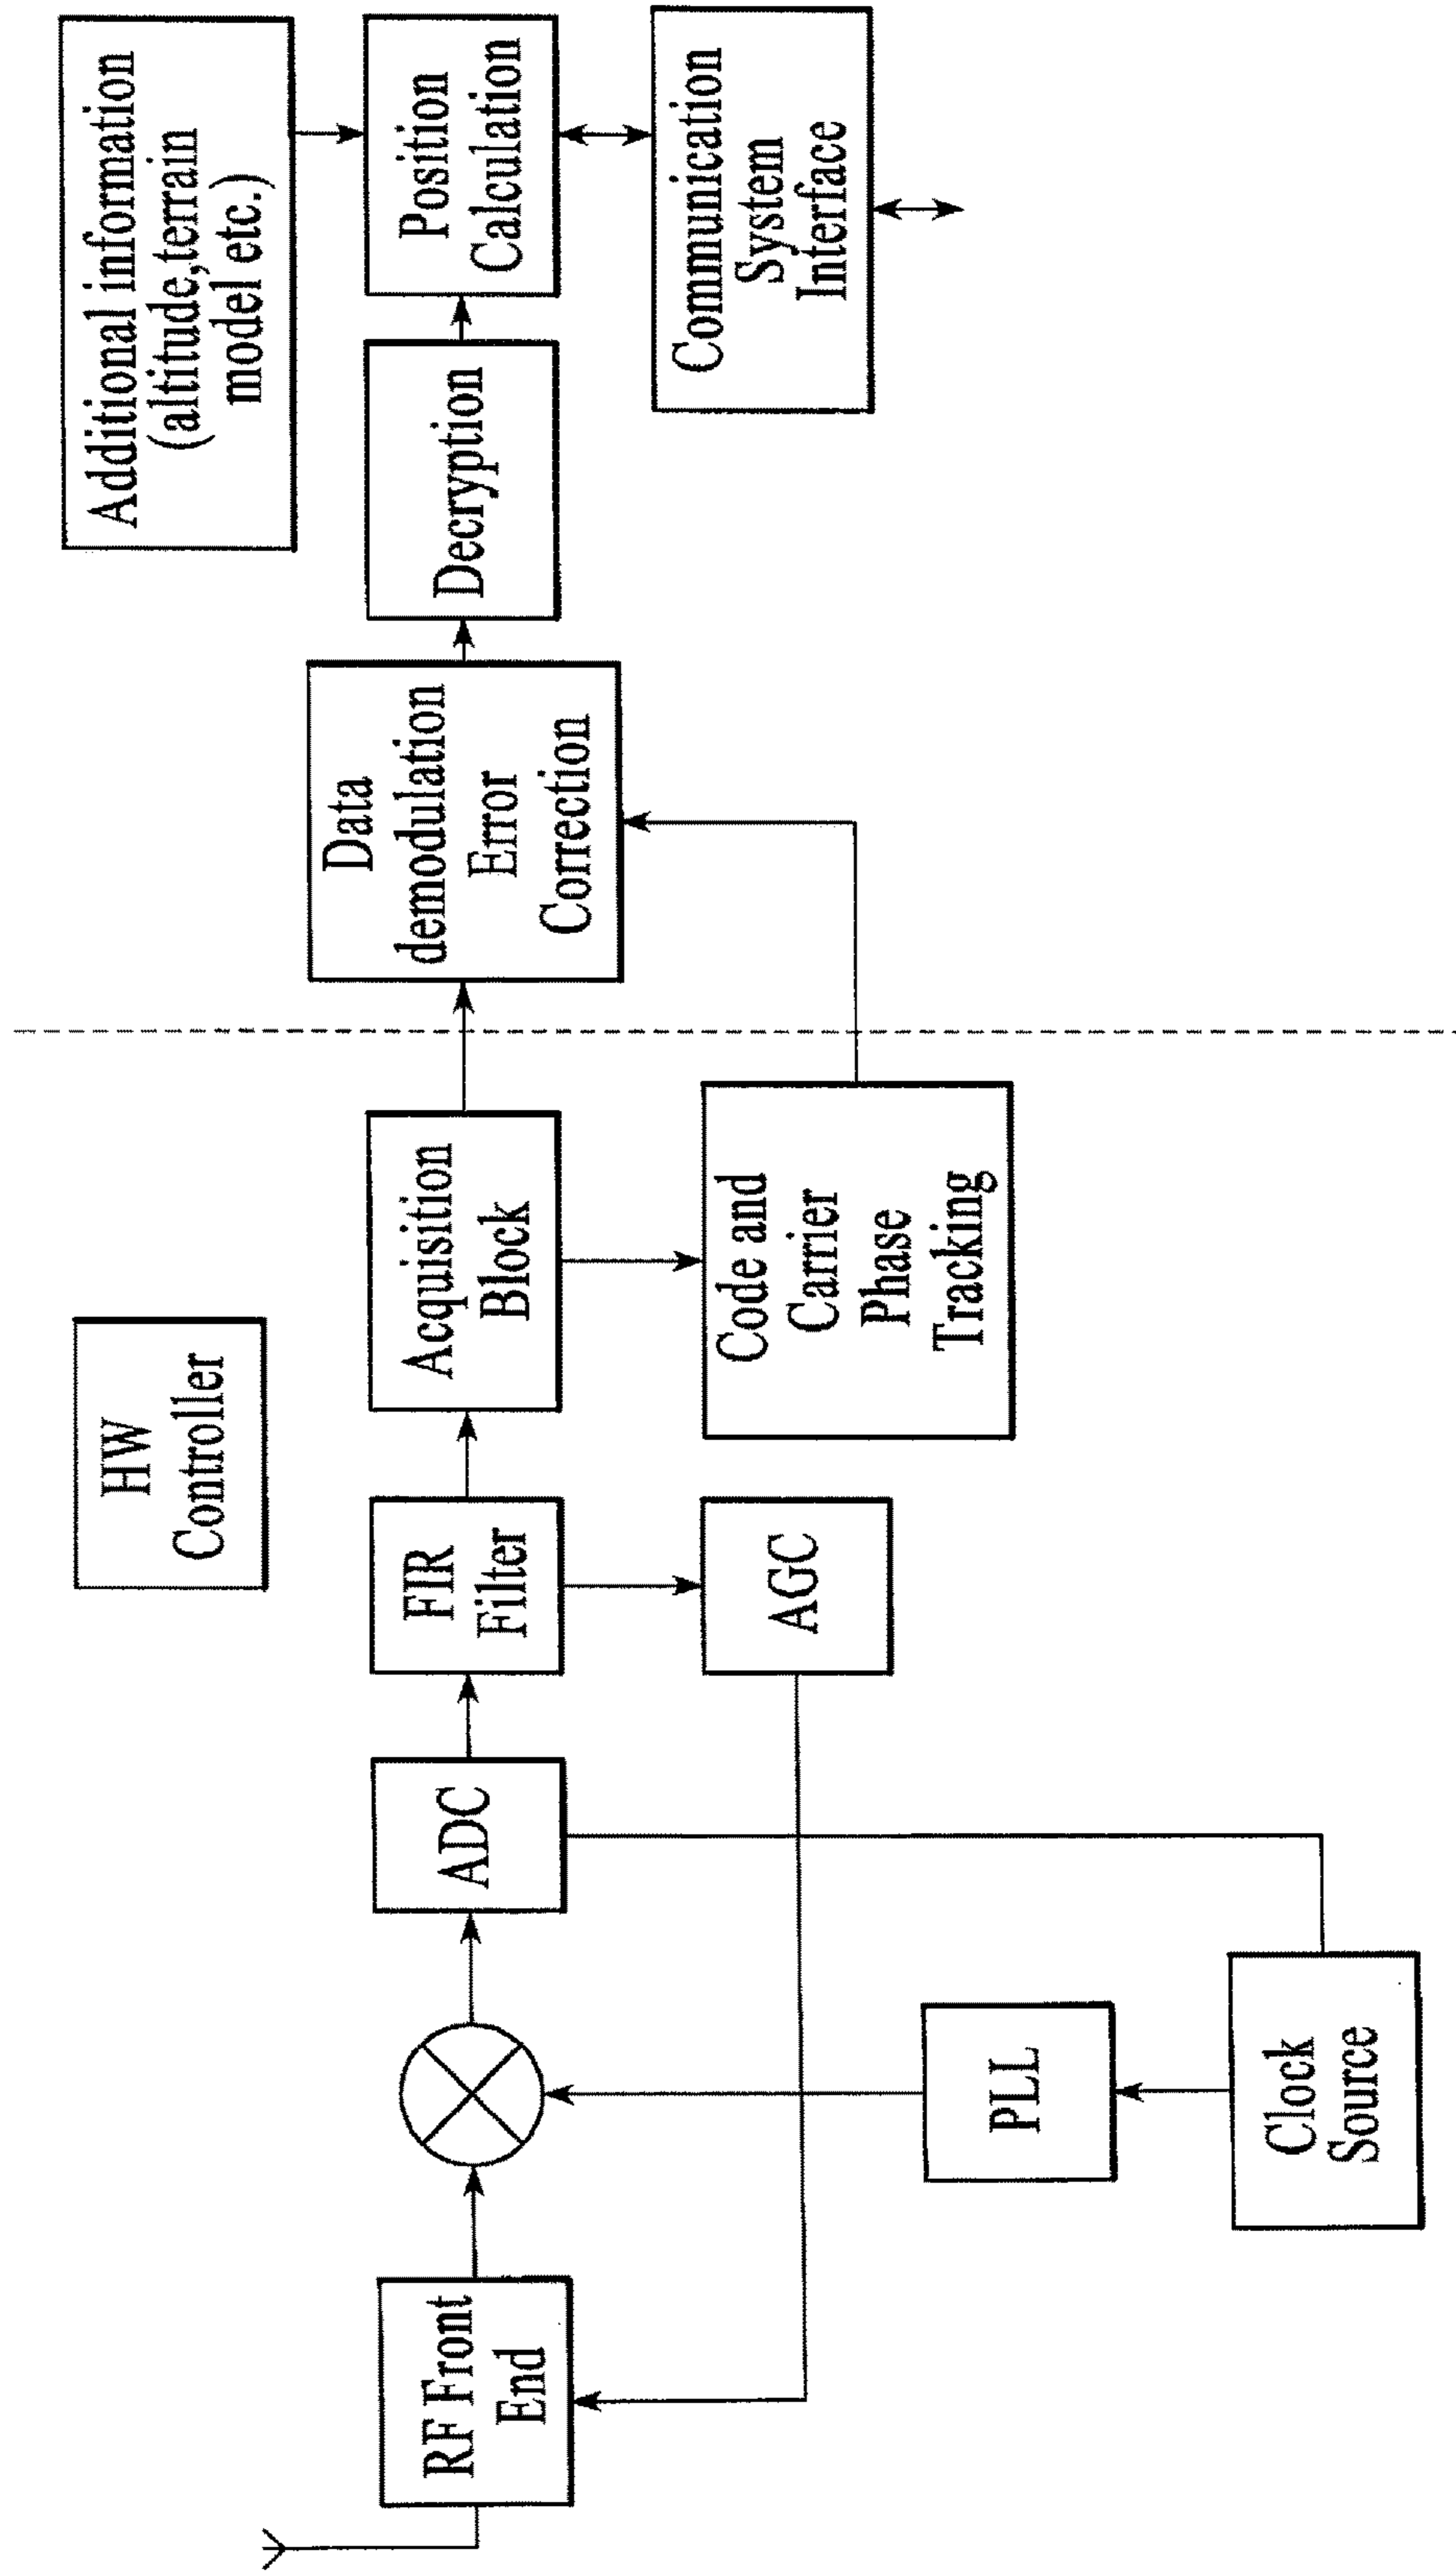 HW
Controller
Additional information
(altitude,terrain
model etc.)
RF Front
End
ADC
FIR
Filter
Acquisition
Block
Data
demodulation
Error
Correction
Decryption
Position
Calculation
AGC
Code and
Carrier
Phase
Tracking
Communication
System
Interface
PLL
Clock
Source